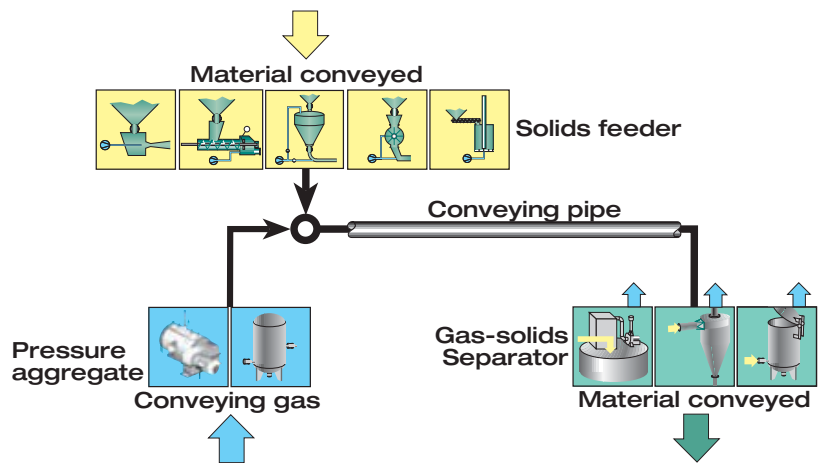 Material conveyed
Solids feeder
Conveying pipe
Gas-solids
Separator
Pressure
aggregate
Conveying gas
Material conveyed